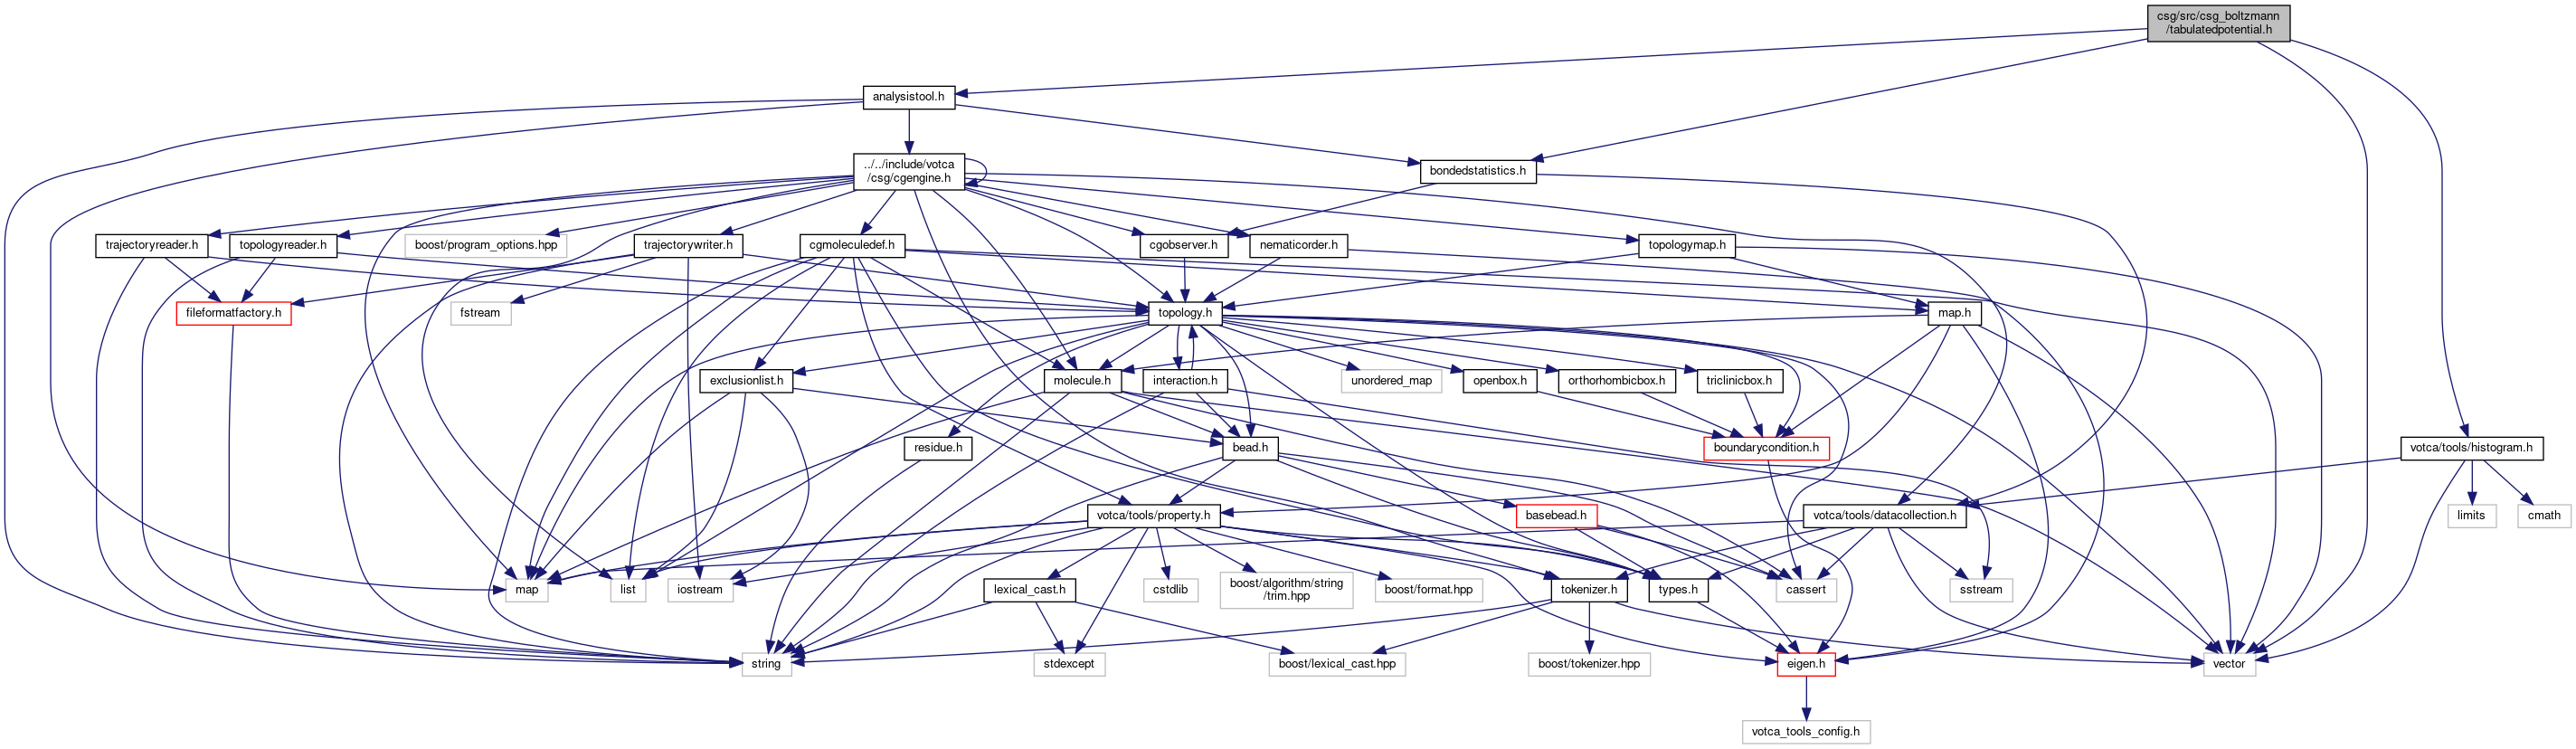 csg/src/csg_boltzmann
/tabulatedpotential.h
analysistool.h
../../include/votca
/csg/cgengine.h
bondedstatistics.h
trajectoryreader.h
topologyreader.h
boost/program_options.hpp
trajectorywriter.h
cgmoleculedef.h
cgobserver.h
nematicorder.h
topologymap.h
fileformatfactory.h
fstream
topology.h
map.h
exclusionlist.h
molecule.h
interaction.h
unordered_map
openbox.h
orthorhombicbox.h
triclinicbox.h
residue.h
bead.h
boundarycondition.h
votca/tools/histogram.h
votca/tools/property.h
basebead.h
votca/tools/datacollection.h
limits
cmath
map
list
iostream
lexical_cast.h
cstdlib
boost/algorithm/string
/trim.hpp
boost/format.hpp
tokenizer.h
types.h
cassert
sstream
string
stdexcept
boost/lexical_cast.hpp
boost/tokenizer.hpp
eigen.h
vector
votca_tools_config.h